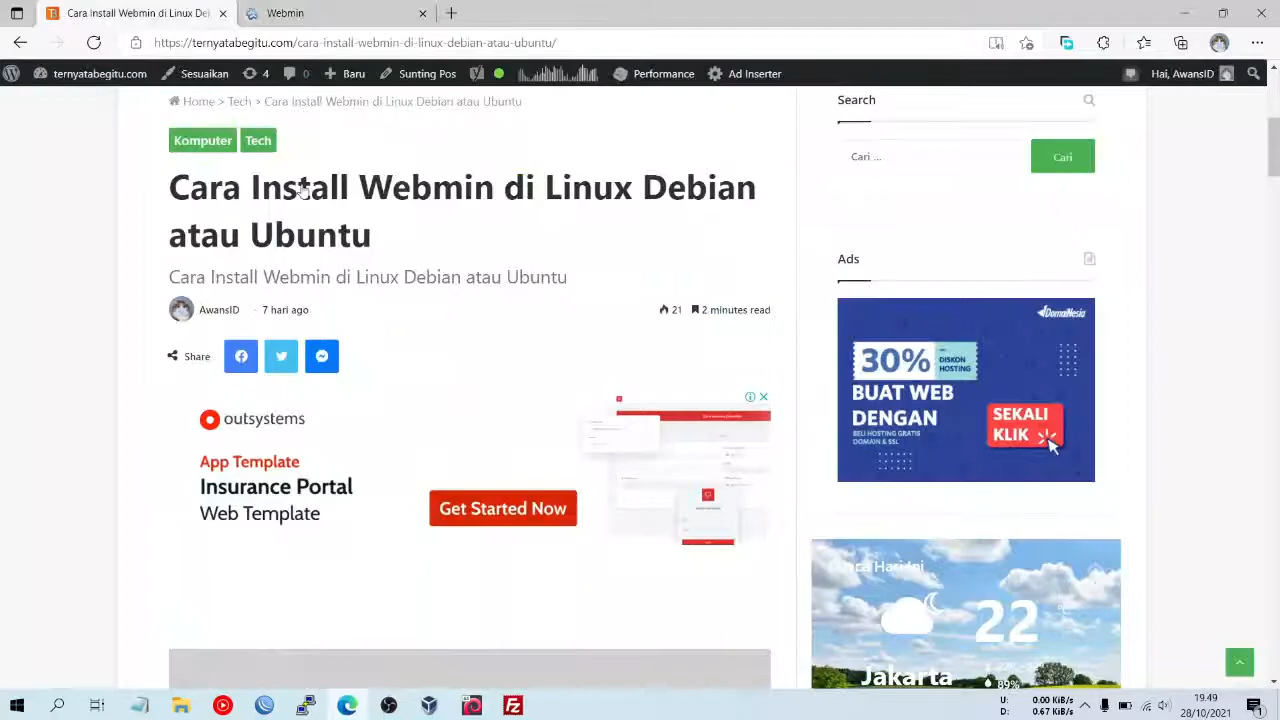 Cara Install Webmin di Linux Deb
Webmin
https://ternyatabegitu.com/cara-install-webmin-di-linux-debian-atau-ubuntu/
ternyatabegitu.com
Sesuaikan
4
0
Baru
Sunting Pos
Performance
Ad Inserter
Hai, AwansID
Home > Tech > Cara Install Webmin di Linux Debian atau Ubuntu
Komputer
Tech
Cara Install Webmin di Linux Debian
atau Ubuntu
Cara Install Webmin di Linux Debian atau Ubuntu
AwansID
7 hari ago
21
2 minutes read
Share
outsystems
App Template
Insurance Portal
Web Template
Get Started Now
Search
Cari ...
Cari
Ads
DomaiNesia
30%
DISKON
HOSTING
BUAT WEB
DENGAN
BELI HOSTING GRATIS
DOMAIN & SSL
SEKALI
KLIK
22
°C
Jakarta
89%
U:
0.00 KiB/s
D:
0.67 KiB/s
19.49
28/10/2021